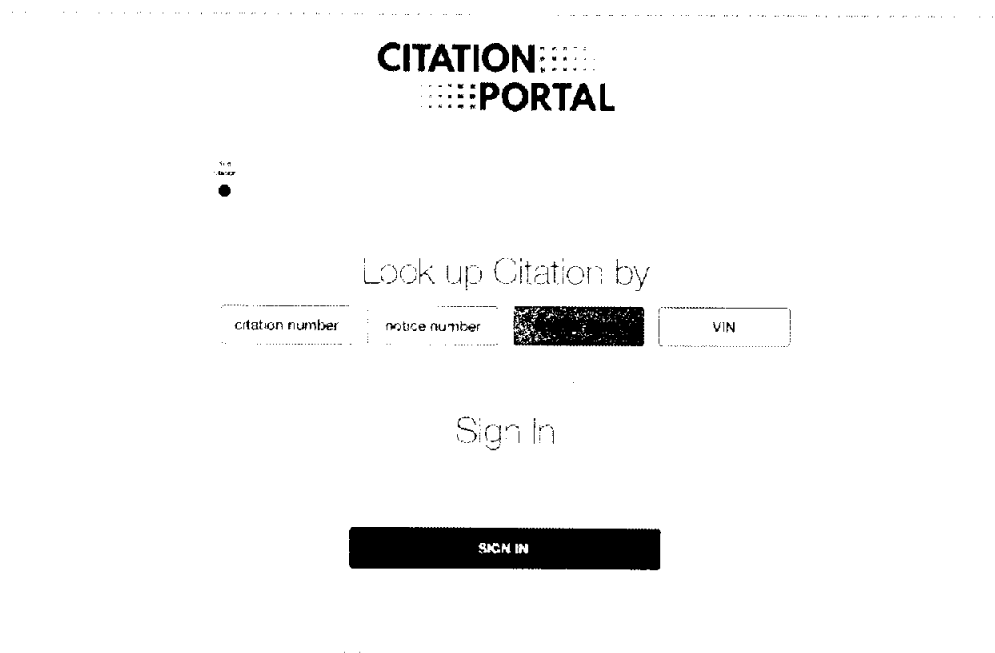 CITATION
PORTAL
Look up Citation by
citation number
notice number
VIN
Sign In
SIGN IN